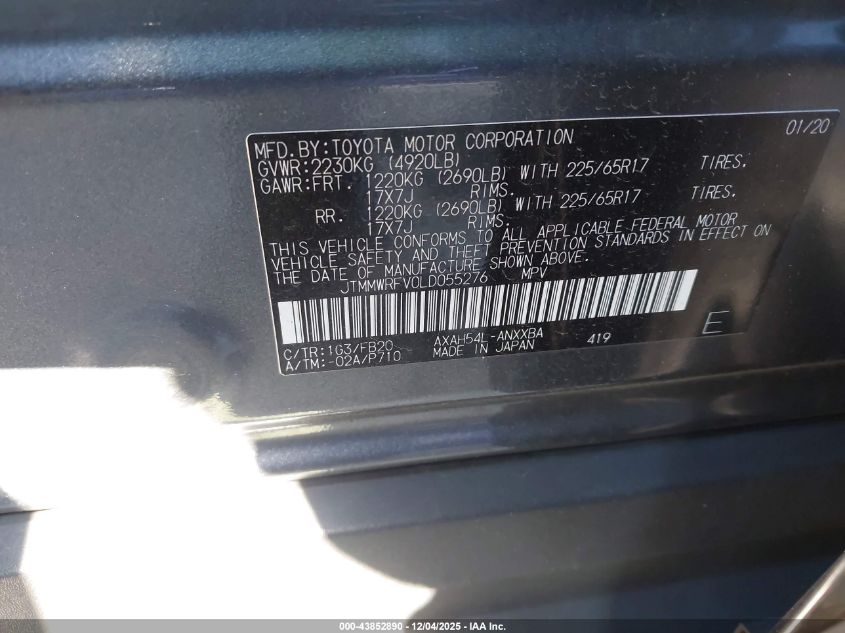 MFD.BY:TOYOTA MOTOR CORPORATION 01/20
GVWR:2230KG (4920LB)
GAWR:FRT. 1220KG (2690LB) WITH 225/65R17 TIRES.
17X7J RIMS.
RR. 1220KG (2690LB) WITH 225/65R17 TIRES.
17X7J RIMS.
THIS VEHICLE CONFORMS TO ALL APPLICABLE FEDERAL MOTOR
VEHICLE SAFETY AND THEFT PREVENTION STANDARDS IN EFFECT ON
THE DATE OF MANUFACTURE SHOWN ABOVE.
JTMMWRFV0LD055276 MPV
C/TR:1G3/FB20 AXAH54L-ANXXBA 419 E
A/TM:-02A/P710 MADE IN JAPAN
000-43852890 - 12/04/2025 - IAA Inc.